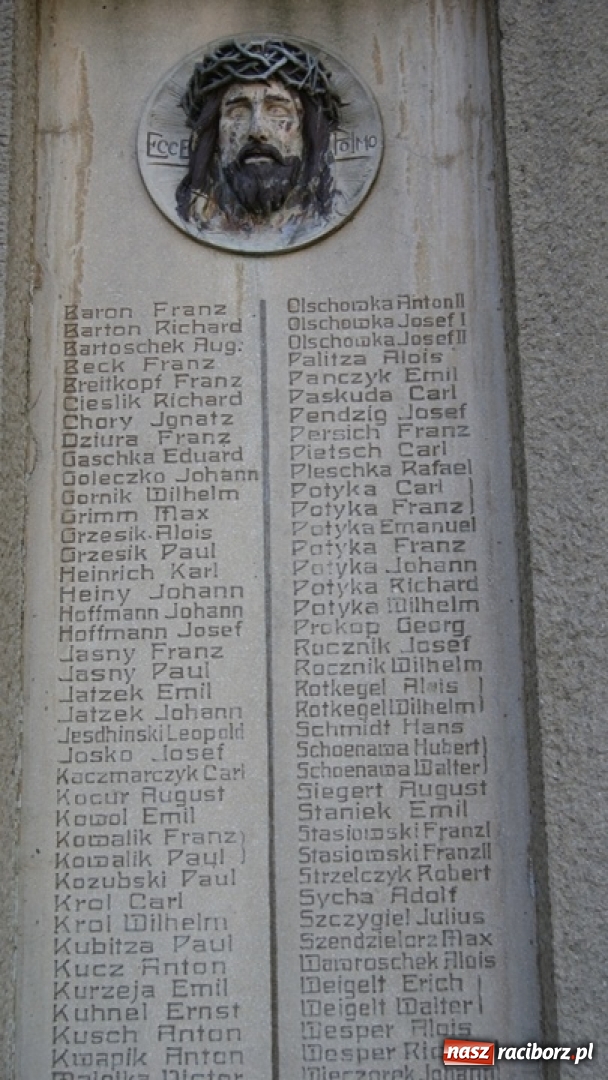 ECCE HOMO
Baron Franz
Barton Richard
Bartoschek Aug.
Beck Franz
Breitkopf Franz
Cieslik Richard
Chory Jgnatz
Dziura Franz
Gaschka Eduard
Goleczko Johann
Gornik Wilhelm
Grimm Max
Grzesik Alois
Grzesik Paul
Heinrich Karl
Heiny Johann
Hoffmann Johann
Hoffmann Josef
Jasny Franz
Jasny Paul
Jatzek Emil
Jatzek Johann
Jesdhinski Leopold
Josko Josef
Kaczmarczyk Carl
Kocur August
Kowol Emil
Kowalik Franz )
Kowalik Paul )
Kozubski Paul
Krol Carl
Krol Wilhelm
Kubitza Paul
Kucz Anton
Kurzeja Emil
Kuhnel Ernst
Kusch Anton
Kwapik Anton
Olschowka Anton II
Olschowka Josef I
Olschowka Josef II
Palitza Alois
Panczyk Emil
Paskuda Carl
Pendzig Josef
Persich Franz
Pietsch Carl
Pleschka Rafael
Potyka Carl )
Potyka Franz )
Potyka Emanuel
Potyka Franz
Potyka Johann
Potyka Richard
Potyka Wilhelm
Prokop Georg
Rocznik Josef
Rocznik Wilhelm
Rotkegel Alois )
Rotkegel Wilhelm )
Schmidt Hans
Schoenawa Hubert )
Schoenawa Walter )
Siegert August
Staniek Emil
Stasiowski Franz I
Stasiowski Franz II
Strzelczyk Robert
Sycha Adolf
Szczygiel Julius
Szendzielorz Max
Wawroschek Alois
Weigelt Erich )
Weigelt Walter )
Wesper Alois
Wesper
Wieczorek
nasz raciborz.pl